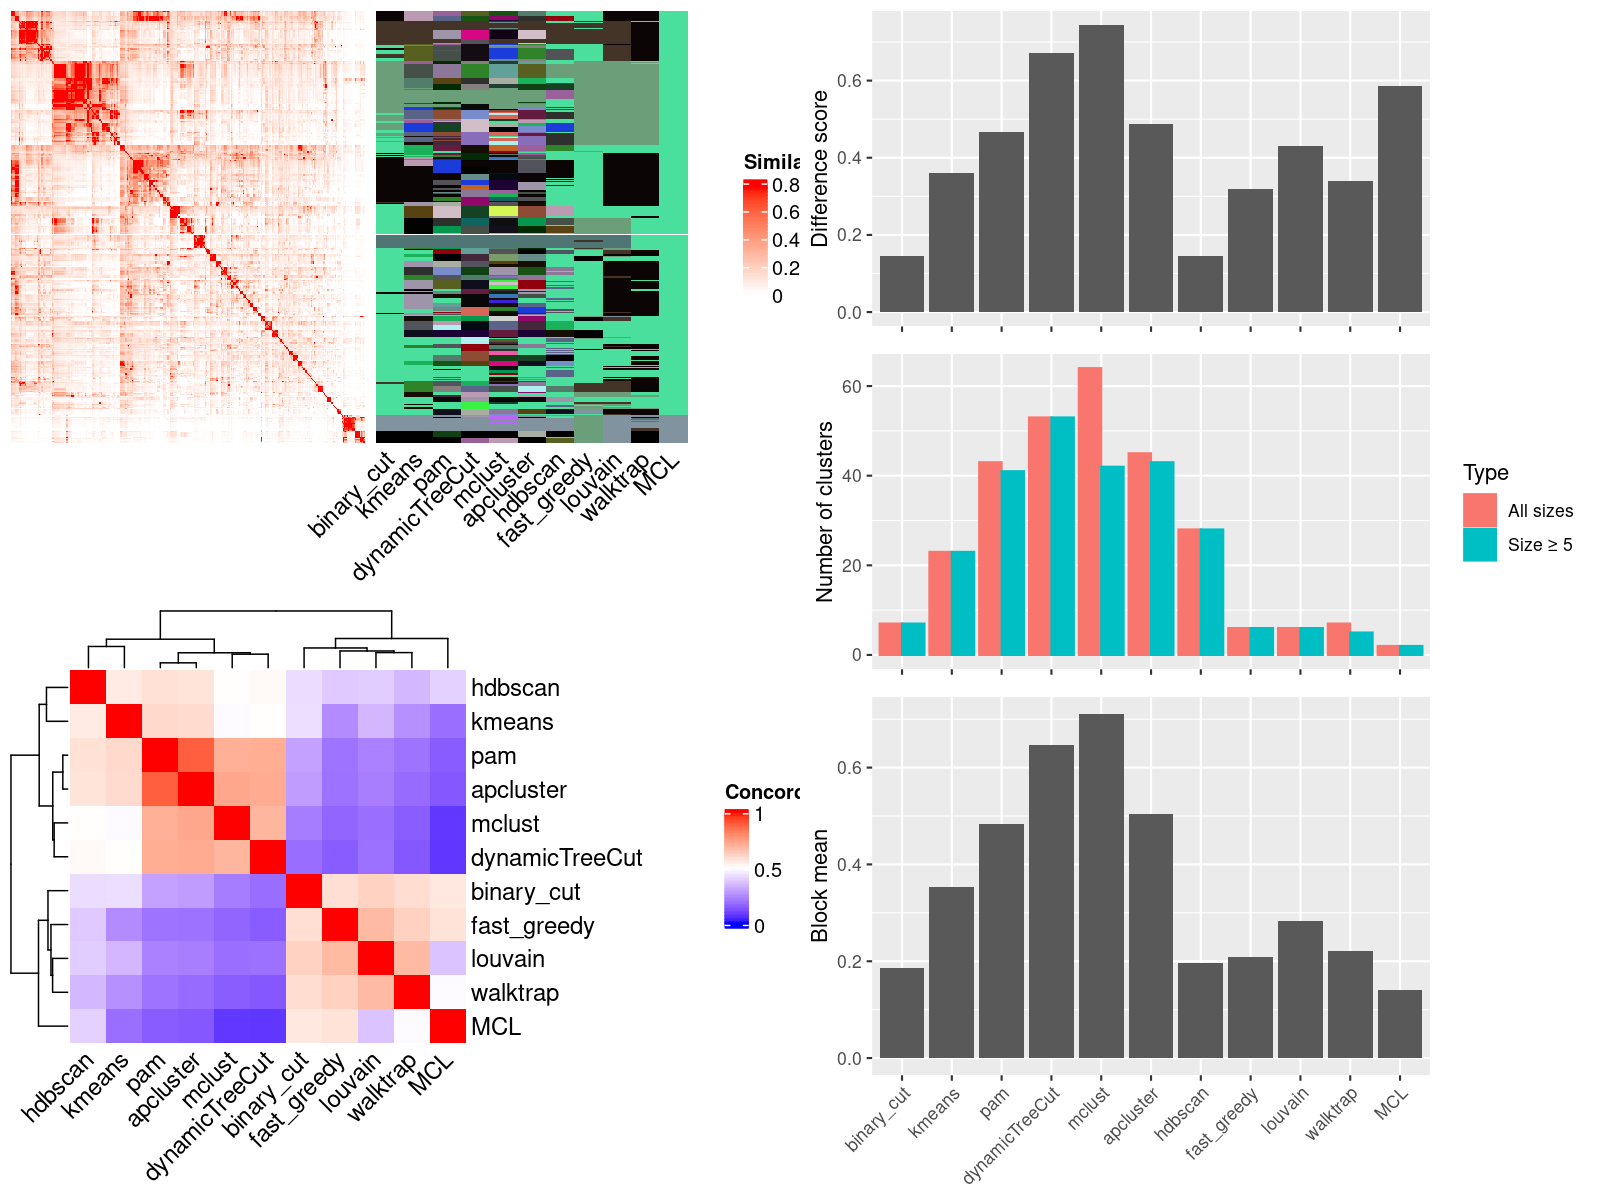 Simila
0.8
0.6
0.4
0.2
0
binary_cut
kmeans
pam
dynamicTreeCut
mclust
apcluster
hdbscan
fast_greedy
louvain
walktrap
MCL
hdbscan
kmeans
pam
apcluster
mclust
dynamicTreeCut
binary_cut
fast_greedy
louvain
walktrap
MCL
hdbscan
kmeans
pam
apcluster
mclust
dynamicTreeCut
binary_cut
fast_greedy
louvain
walktrap
MCL
Concord
1
0.5
0
Difference score
0.6
0.4
0.2
0.0
Number of clusters
60
40
20
0
Type
All sizes
Size ≥ 5
Block mean
0.6
0.4
0.2
0.0
binary_cut
kmeans
pam
dynamicTreeCut
mclust
apcluster
hdbscan
fast_greedy
louvain
walktrap
MCL